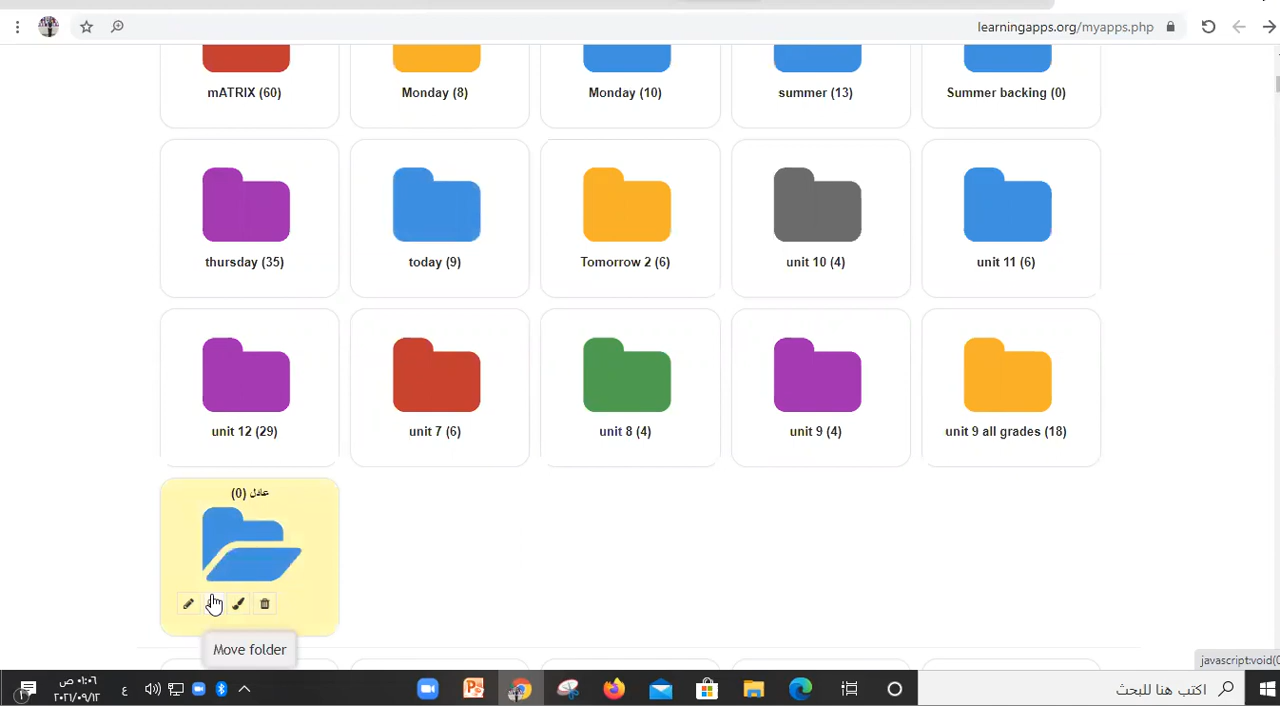 learningapps.org/myapps.php
mATRIX (60)
Monday (8)
Monday (10)
summer (13)
Summer backing (0)
thursday (35)
today (9)
Tomorrow 2 (6)
unit 10 (4)
unit 11 (6)
unit 12 (29)
unit 7 (6)
unit 8 (4)
unit 9 (4)
unit 9 all grades (18)
عادل (0)
Move folder
javascript:void(0
٠١:٠٦ ص
٢٠٢١/٠٩/١٢
ع
اكتب هنا للبحث